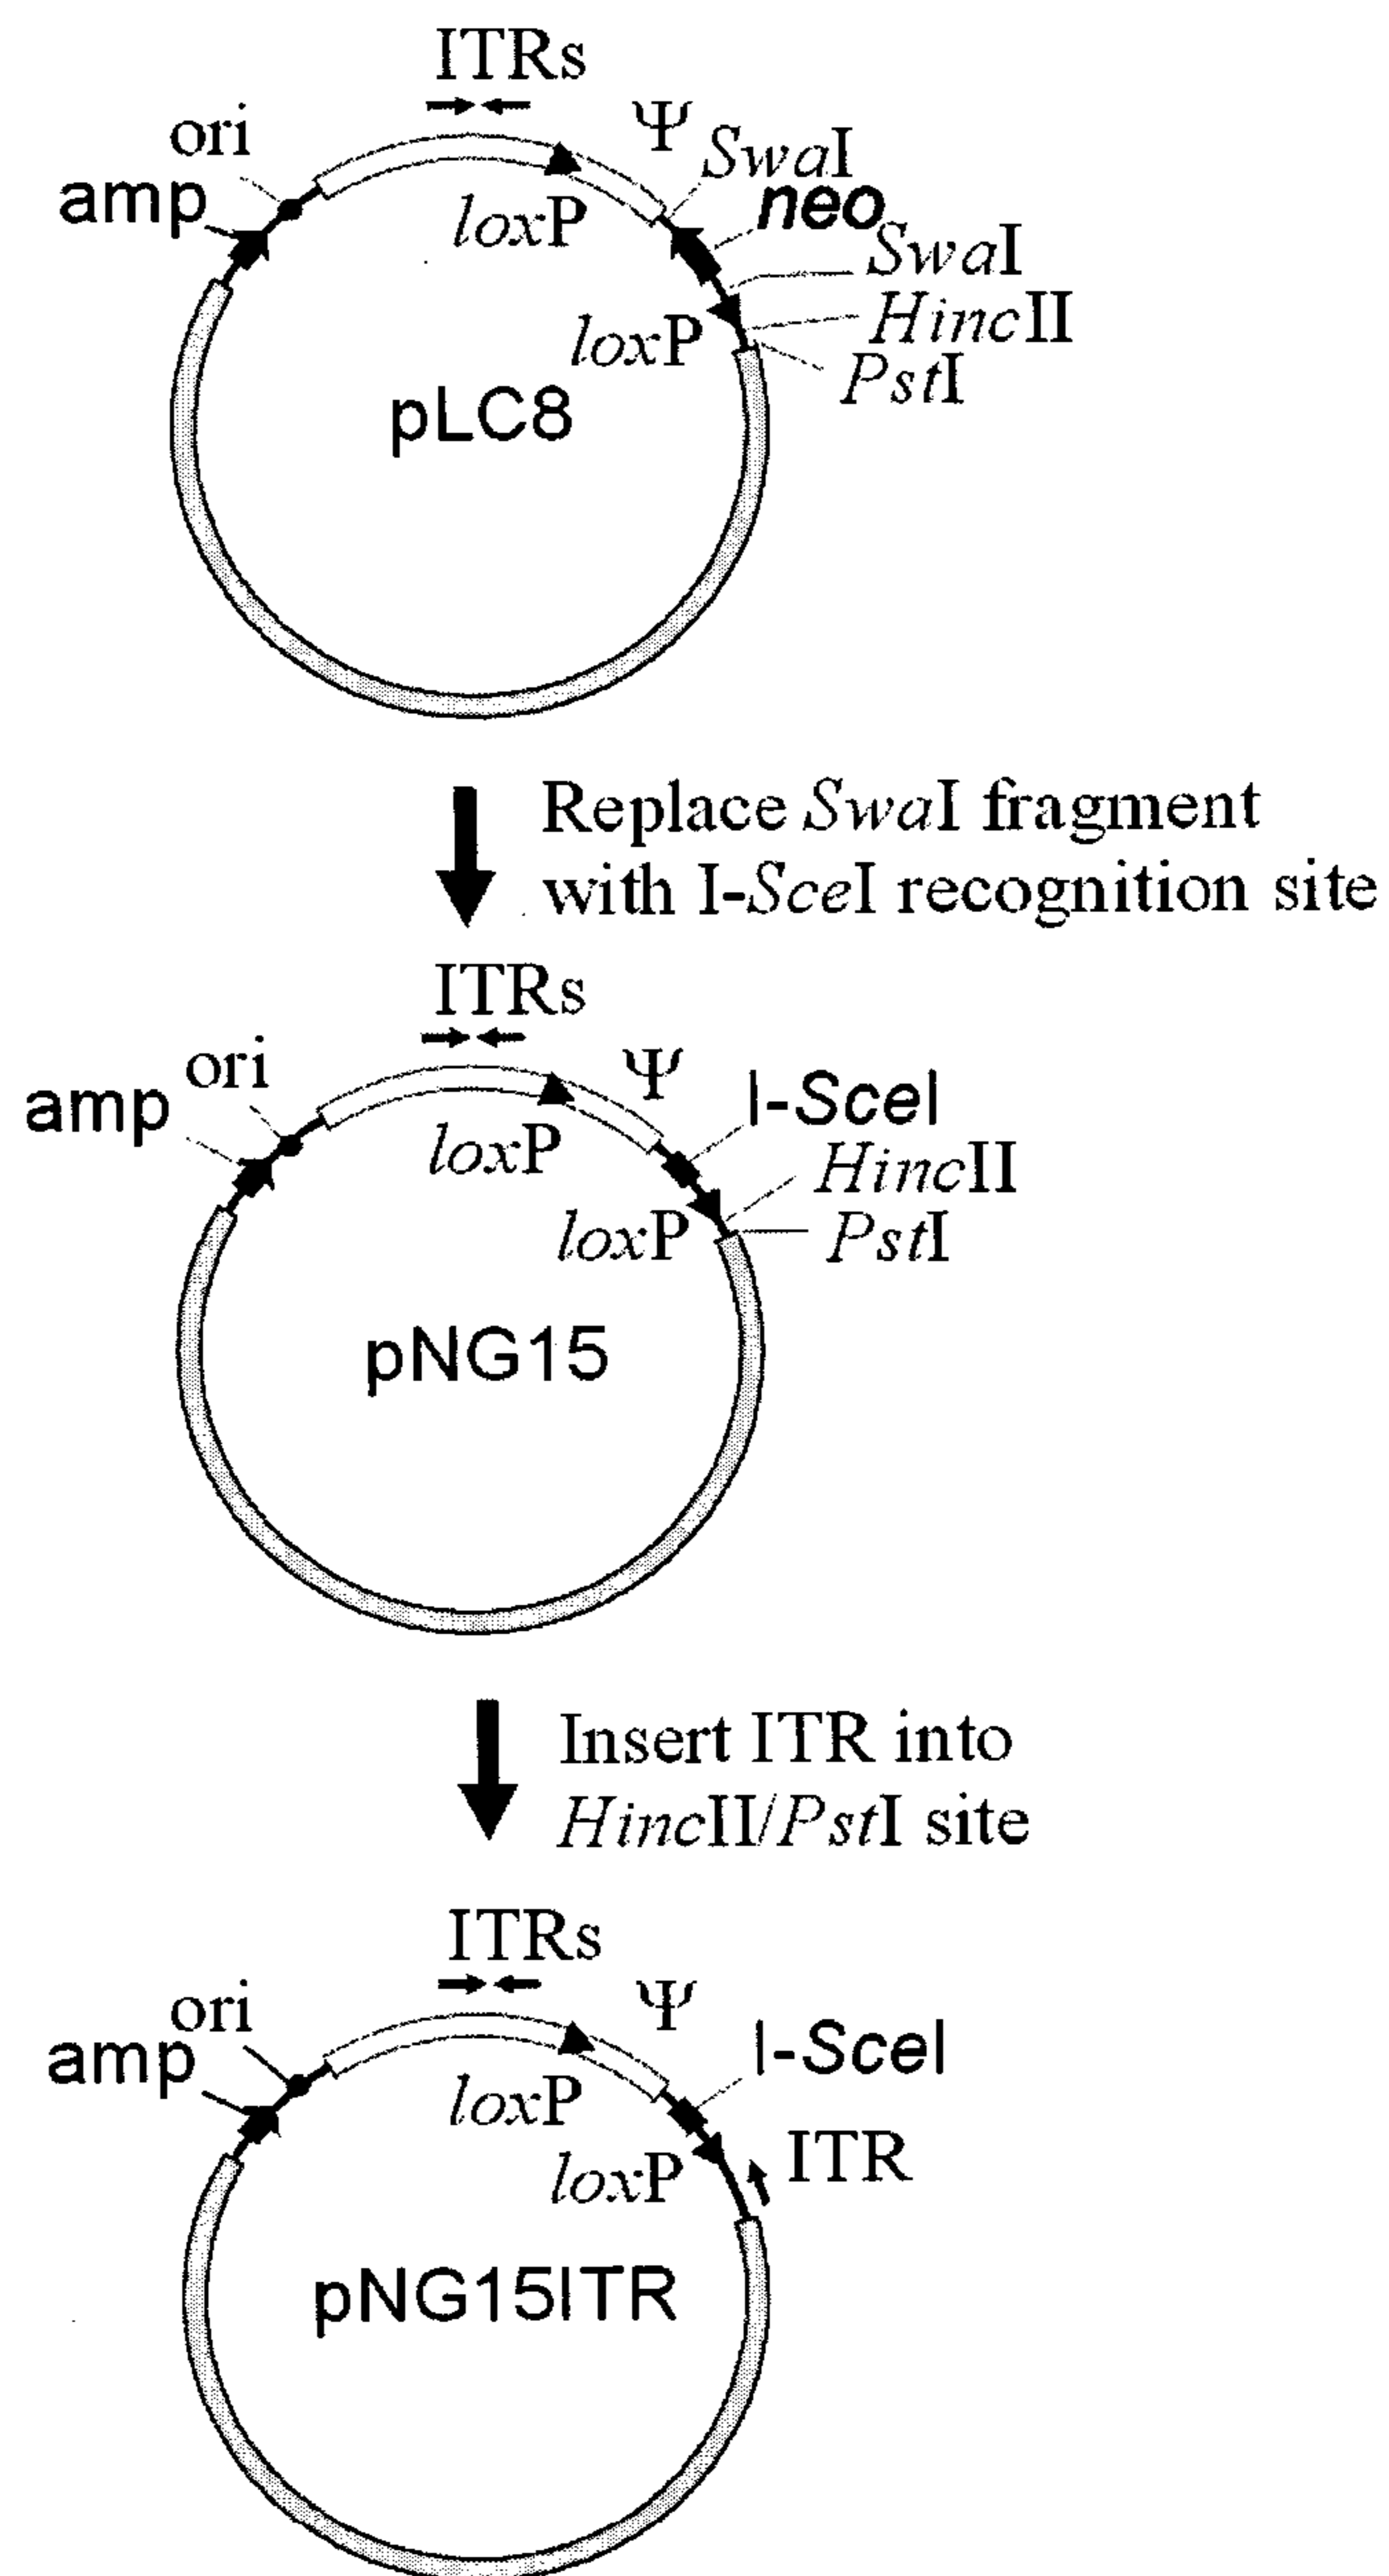 ITRs
ori
Ψ
SwaI
amp
neo
loxP
SwaI
HincII
loxP
PstI
pLC8
Replace SwaI fragment
with I-SceI recognition site
ITRs
ori
Ψ
I-SceI
amp
loxP
HincII
loxP
PstI
pNG15
Insert ITR into
HincII/PstI site
ITRs
ori
Ψ
I-SceI
amp
loxP
ITR
loxP
pNG15ITR